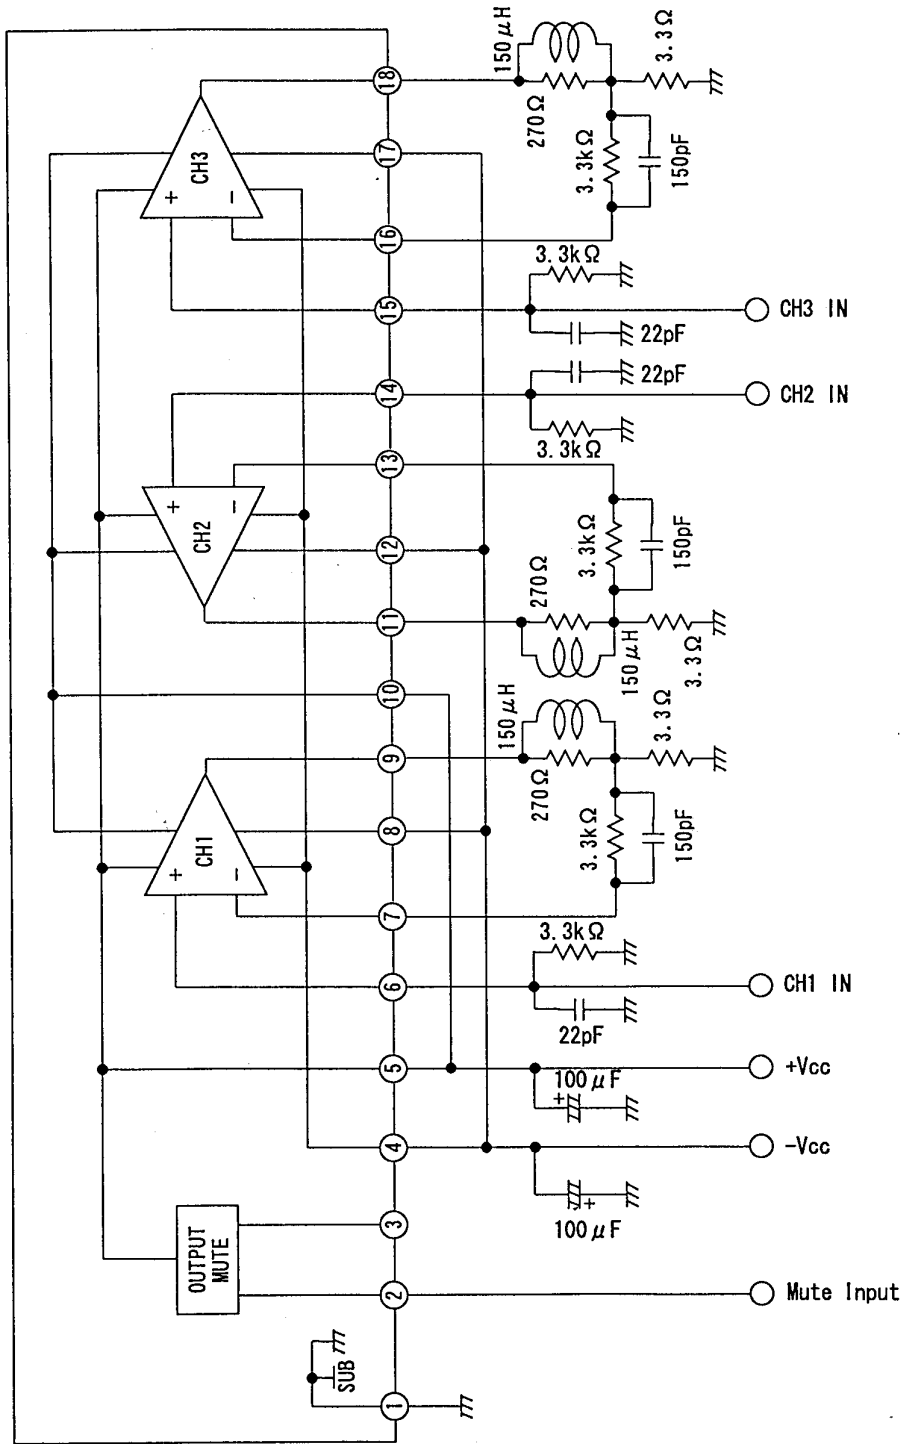 150μH
270Ω
3.3Ω
3.3kΩ
150pF
18
17
16
CH3
+
−
3.3kΩ
15
CH3 IN
22pF
22pF
14
CH2 IN
3.3kΩ
13
+
−
CH2
12
270Ω
3.3kΩ
150pF
11
150μH
3.3Ω
10
150μH
3.3Ω
9
270Ω
8
3.3kΩ
150pF
CH1
+
−
7
3.3kΩ
6
CH1 IN
22pF
5
+Vcc
100μF
+
4
−Vcc
+
100μF
3
OUTPUT
MUTE
2
Mute Input
SUB
1